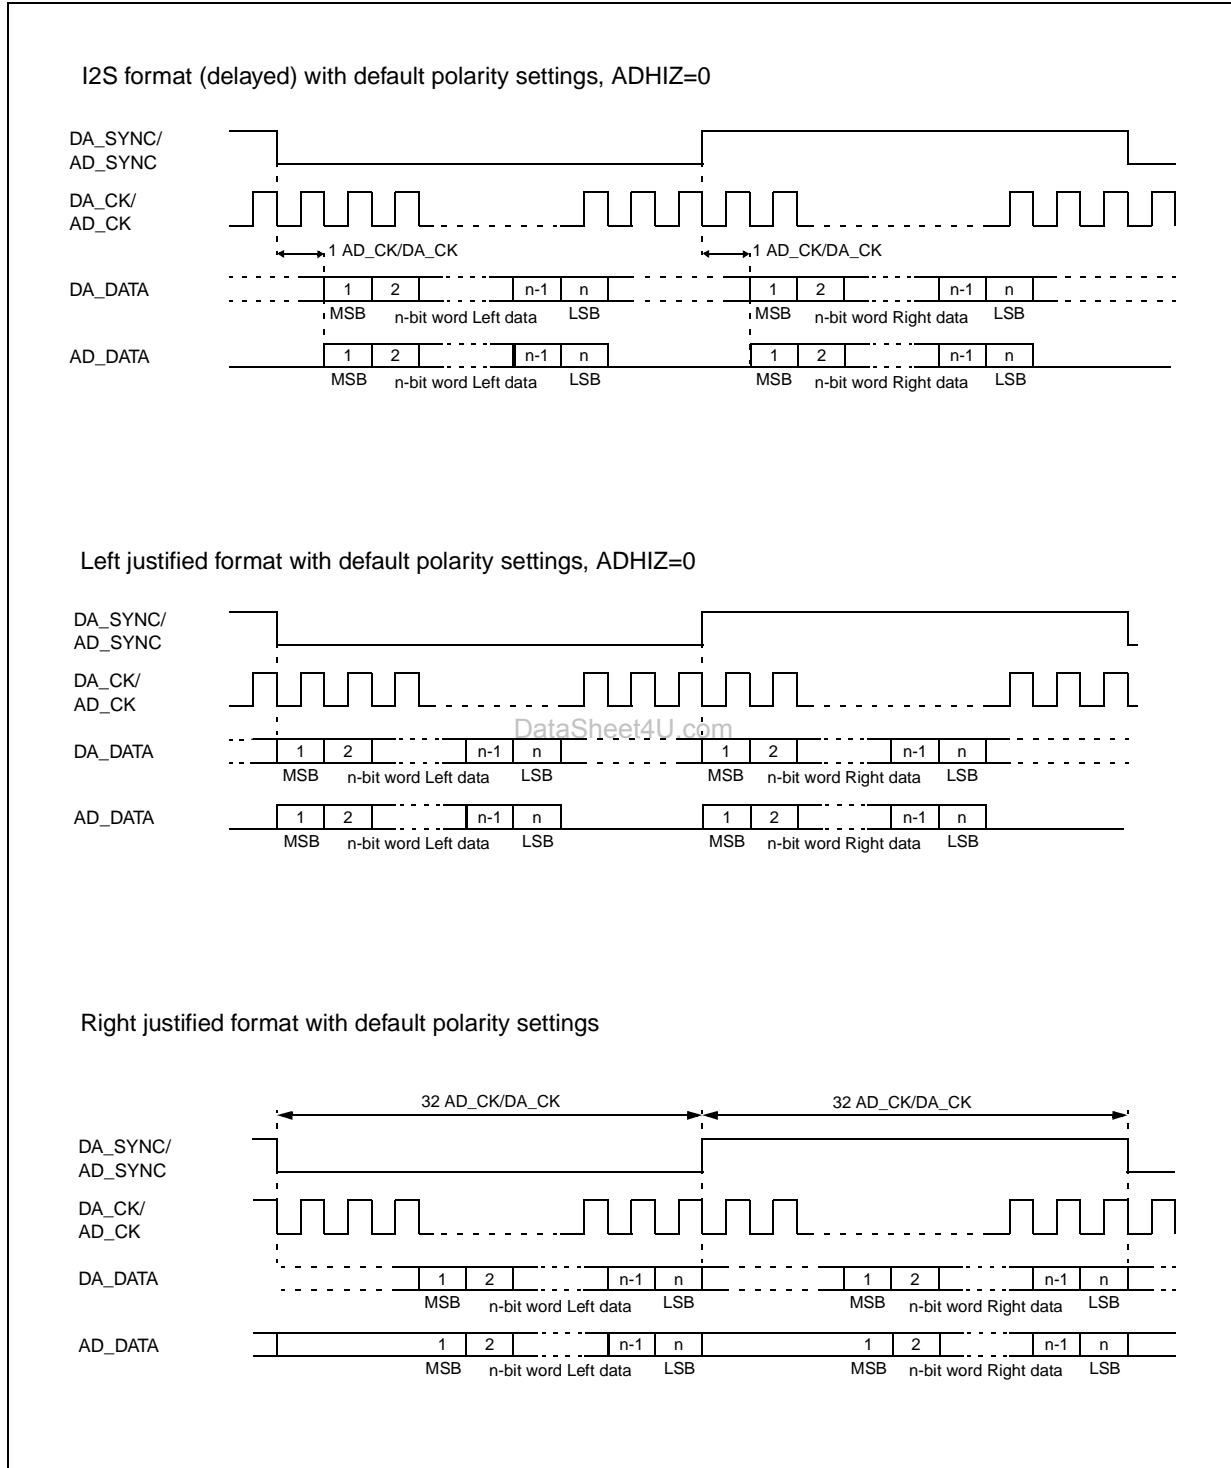 I2S format (delayed) with default polarity settings, ADHIZ=0
DA_SYNC/
AD_SYNC
DA_CK/
AD_CK
1 AD_CK/DA_CK 1 AD_CK/DA_CK
DA_DATA 1 2 n-1 n 1 2 n-1 n
MSB n-bit word Left data LSB MSB n-bit word Right data LSB
AD_DATA 1 2 n-1 n 1 2 n-1 n
MSB n-bit word Left data LSB MSB n-bit word Right data LSB
Left justified format with default polarity settings, ADHIZ=0
DA_SYNC/
AD_SYNC
DA_CK/
AD_CK
DataSheet4U.com
DA_DATA 1 2 n-1 n 1 2 n-1 n
MSB n-bit word Left data LSB MSB n-bit word Right data LSB
AD_DATA 1 2 n-1 n 1 2 n-1 n
MSB n-bit word Left data LSB MSB n-bit word Right data LSB
Right justified format with default polarity settings
32 AD_CK/DA_CK 32 AD_CK/DA_CK
DA_SYNC/
AD_SYNC
DA_CK/
AD_CK
DA_DATA 1 2 n-1 n 1 2 n-1 n
MSB n-bit word Left data LSB MSB n-bit word Right data LSB
AD_DATA 1 2 n-1 n 1 2 n-1 n
MSB n-bit word Left data LSB MSB n-bit word Right data LSB